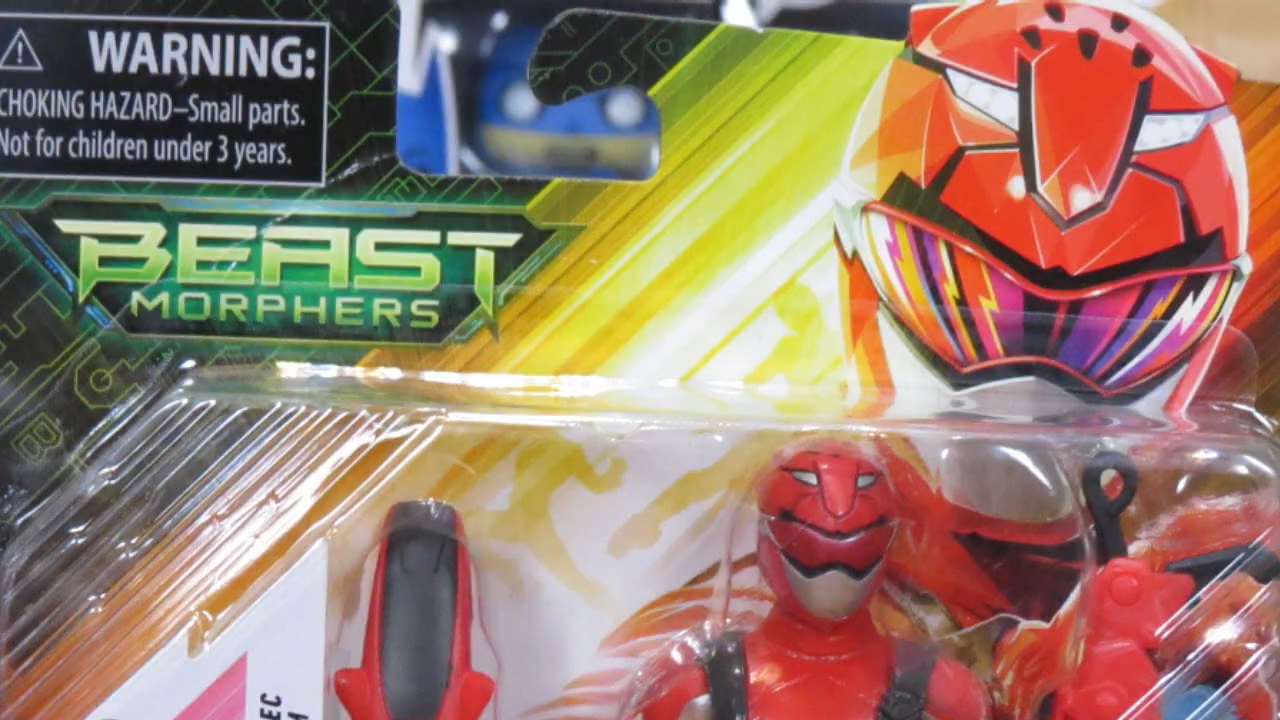 WARNING:
CHOKING HAZARD–Small parts.
Not for children under 3 years.
BEAST
MORPHERS